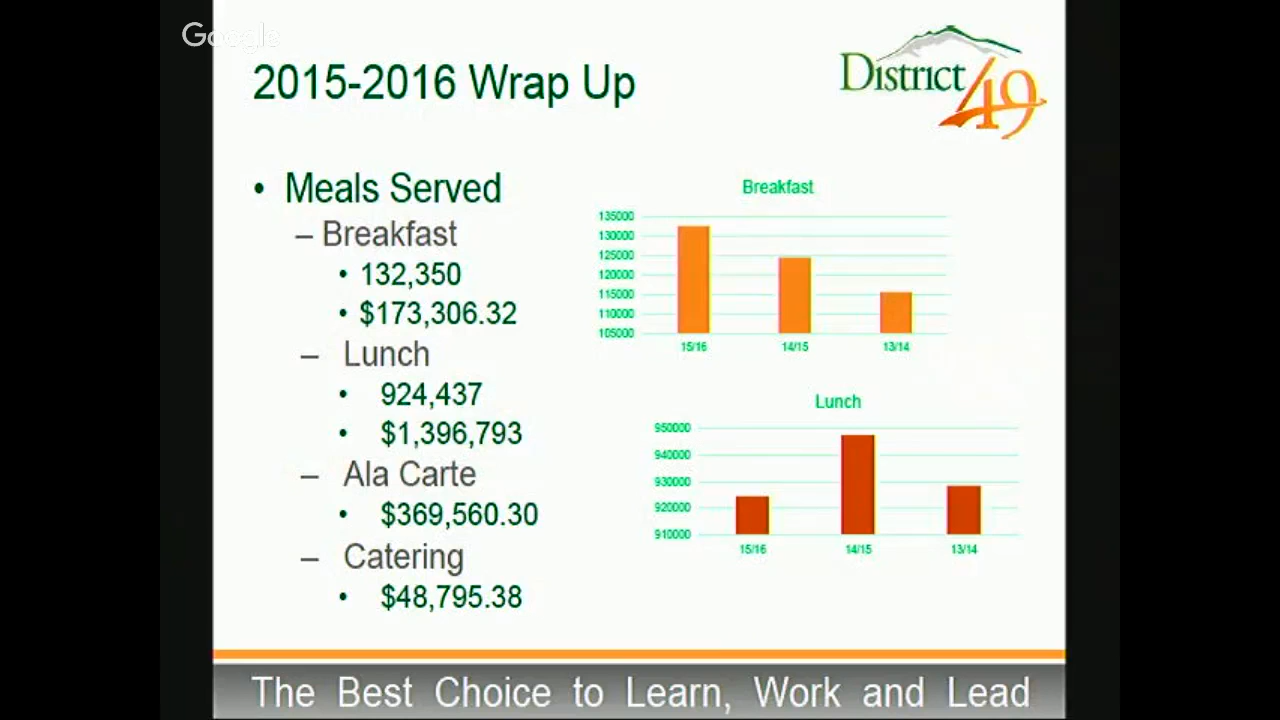 Google
2015-2016 Wrap Up
District
49
• Meals Served
– Breakfast
• 132,350
• $173,306.32
– Lunch
• 924,437
• $1,396,793
– Ala Carte
• $369,560.30
– Catering
• $48,795.38
Breakfast
135000
130000
125000
120000
115000
110000
105000
15/16 14/15 13/14
Lunch
950000
940000
930000
920000
910000
15/16 14/15 13/14
The Best Choice to Learn, Work and Lead